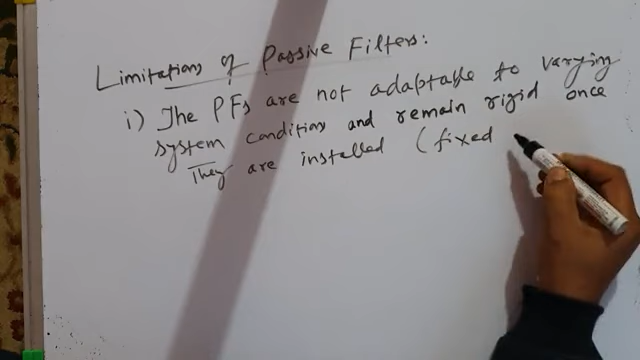 Limitations of Passive Filters:
i) The PFs are not adaptable to varying
system conditions and remain rigid once
They are installed (fixed